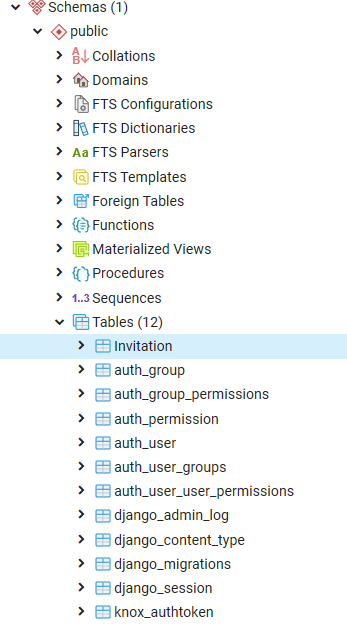 Schemas (1)
public
A
B
Collations
Domains
FTS Configurations
FTS Dictionaries
Aa FTS Parsers
FTS Templates
Foreign Tables
Functions
Materialized Views
Procedures
1..3 Sequences
Tables (12)
Invitation
auth_group
auth_group_permissions
auth_permission
auth_user
auth_user_groups
auth_user_user_permissions
django_admin_log
django_content_type
django_migrations
django_session
knox_authtoken